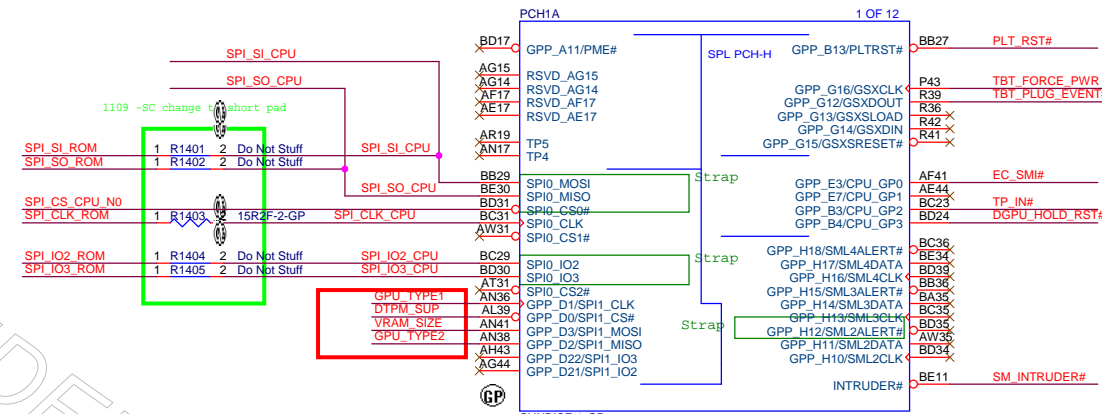 PCH1A
1 OF 12
SPL PCH-H
SPI_SI_CPU
SPI_SO_CPU
1109 -SC change to short pad
SPI_SI_ROM 1 R1401 2 Do Not Stuff SPI_SI_CPU
SPI_SO_ROM 1 R1402 2 Do Not Stuff
SPI_SO_CPU
SPI_CS_CPU_N0
SPI_CLK_ROM 1 R1403 2 15R2F-2-GP SPI_CLK_CPU
SPI_IO2_ROM 1 R1404 2 Do Not Stuff SPI_IO2_CPU
SPI_IO3_ROM 1 R1405 2 Do Not Stuff SPI_IO3_CPU
GPU_TYPE1
DTPM_SUP
VRAM_SIZE
GPU_TYPE2
BD17 GPP_A11/PME#
AG15 RSVD_AG15
AG14 RSVD_AG14
AF17 RSVD_AF17
AE17 RSVD_AE17
AR19 TP5
AN17 TP4
BB29 SPI0_MOSI
BE30 SPI0_MISO
BD31 SPI0_CS0#
BC31 SPI0_CLK
AW31 SPI0_CS1#
BC29 SPI0_IO2
BD30 SPI0_IO3
AT31 SPI0_CS2#
AN36 GPP_D1/SPI1_CLK
AL39 GPP_D0/SPI1_CS#
AN41 GPP_D3/SPI1_MOSI
AN38 GPP_D2/SPI1_MISO
AH43 GPP_D22/SPI1_IO3
AG44 GPP_D21/SPI1_IO2
Strap
Strap
Strap
GPP_B13/PLTRST# BB27 PLT_RST#
GPP_G16/GSXCLK P43 TBT_FORCE_PWR
GPP_G12/GSXDOUT R39 TBT_PLUG_EVENT#
GPP_G13/GSXSLOAD R36
GPP_G14/GSXDIN R42
GPP_G15/GSXSRESET# R41
GPP_E3/CPU_GP0 AF41 EC_SMI#
GPP_E7/CPU_GP1 AE44
GPP_B3/CPU_GP2 BC23 TP_IN#
GPP_B4/CPU_GP3 BD24 DGPU_HOLD_RST#
GPP_H18/SML4ALERT# BC36
GPP_H17/SML4DATA BE34
GPP_H16/SML4CLK BD39
GPP_H15/SML3ALERT# BB36
GPP_H14/SML3DATA BA35
GPP_H13/SML3CLK BC35
GPP_H12/SML2ALERT# BD35
GPP_H11/SML2DATA AW35
GPP_H10/SML2CLK BD34
INTRUDER# BE11 SM_INTRUDER#
GP